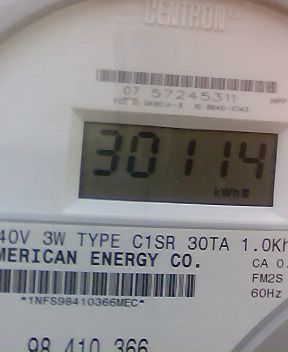 CENTRON®
07 57245311
30114
kWh
40V 3W TYPE C1SR 30TA 1.0Kh
MERICAN ENERGY CO.
CA 0.
FM2S
60Hz
*1NFS98410366MEC*
98 410 366